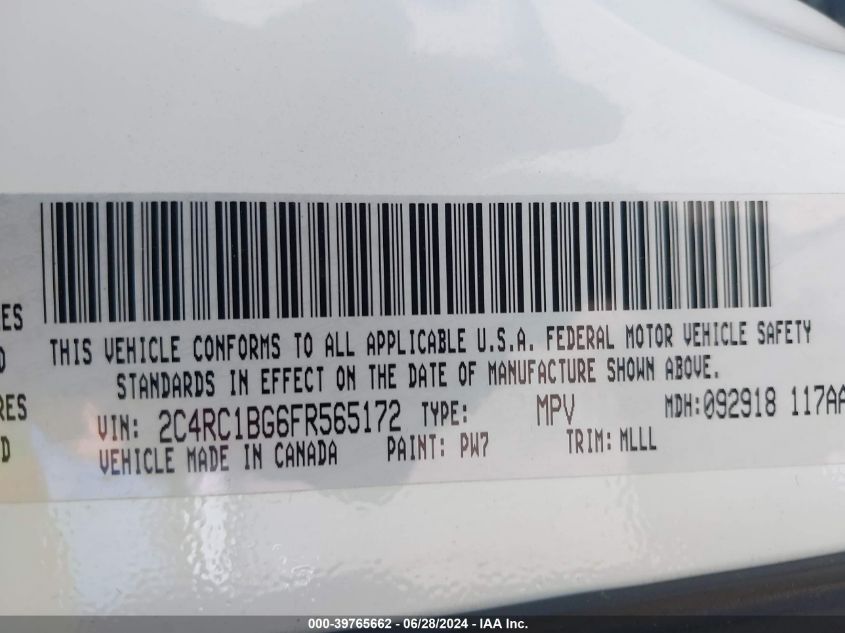 ES
THIS VEHICLE CONFORMS TO ALL APPLICABLE U.S.A. FEDERAL MOTOR VEHICLE SAFETY
D
STANDARDS IN EFFECT ON THE DATE OF MANUFACTURE SHOWN ABOVE.
RES
VIN: 2C4RC1BG6FR565172 TYPE: MPV MDH:092918 117AA
D
VEHICLE MADE IN CANADA PAINT: PW7 TRIM: MLLL
000-39765662 - 06/28/2024 - IAA Inc.